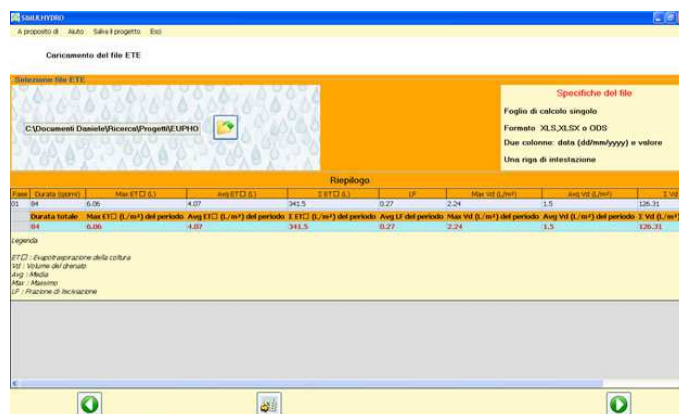 SIMULHYDRO
A proposito di Aiuto Salva il progetto Esci
Caricamento del file ETE
Selezione file ETE
C:\Documenti Daniele\Ricerca\Progetti\EUPHO
Specifiche del file
Foglio di calcolo singolo
Formato XLS,XLSX o ODS
Due colonne: data (dd/mm/yyyy) e valore
Una riga di intestazione
Riepilogo
Fase Durata (giorni) Max ET□ (L) Avg ET□ (L) Σ ET□ (L) LF Max Vd (L/m²) Avg Vd (L/m²) Σ Vd
01 84 6.06 4.07 341.5 0.27 2.24 1.5 126.31
Durata totale Max ET□ (L/m²) del periodo Avg ET□ (L/m²) del periodo Σ ET□ (L/m²) del periodo Avg LF del periodo Max Vd (L/m²) del periodo Avg Vd (L/m²) del periodo Σ Vd (L/m²)
84 6.06 4.07 341.5 0.27 2.24 1.5 126.31
Legenda
ET□ : Evapotraspirazione della coltura
Vd : Volume del drenato
Avg : Media
Max : Massimo
LF : Frazione di lisciviazione